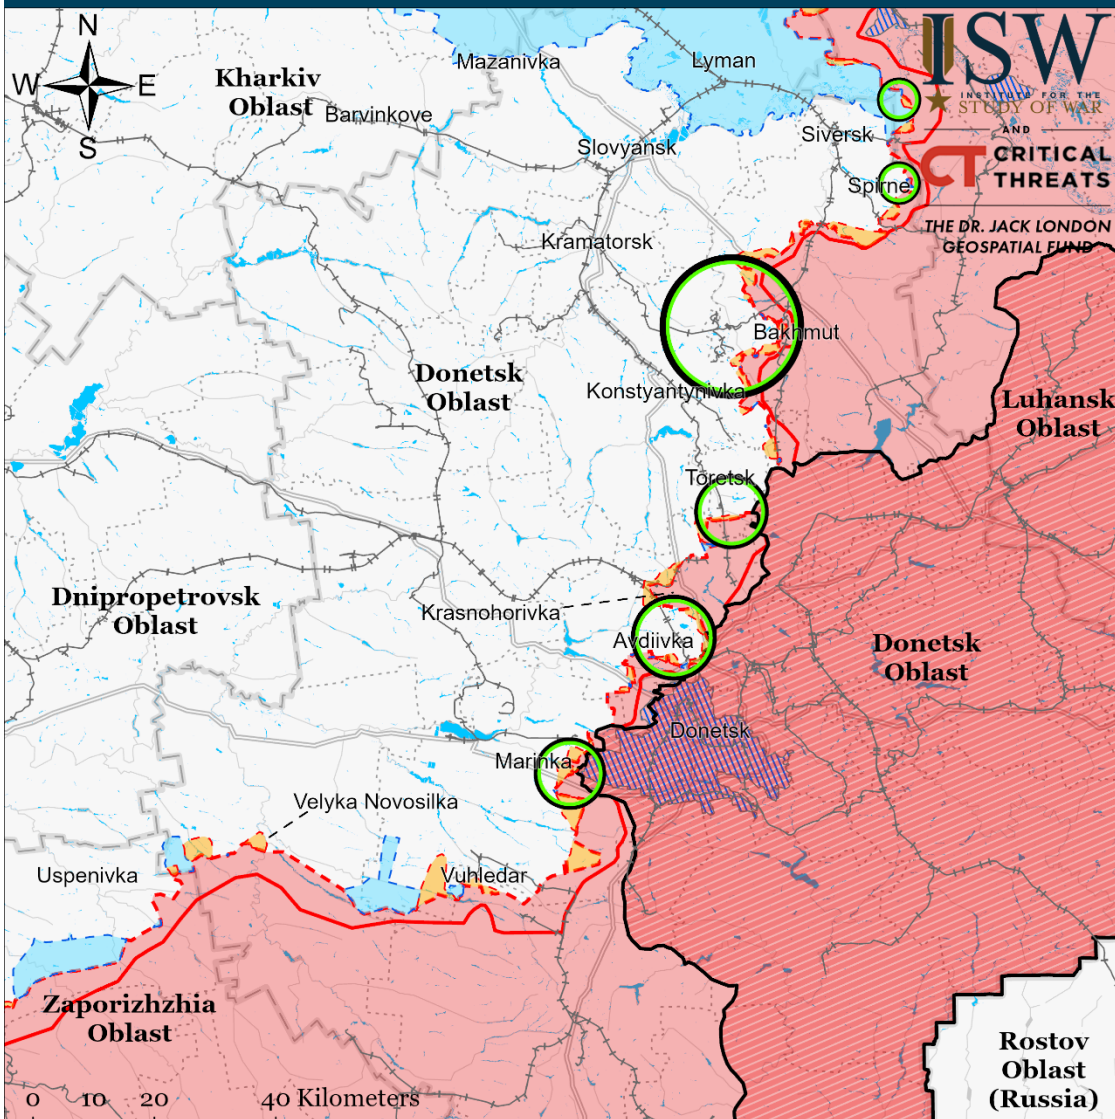 N
W
E
S
ISW
INSTITUTE FOR THE
STUDY OF WAR
AND
CT CRITICAL
THREATS
THE DR. JACK LONDON
GEOSPATIAL FUND
Mazanivka
Lyman
Kharkiv
Oblast
Barvinkove
Slovyansk
Siversk
Spirne
Kramatorsk
Bakhmut
Donetsk
Oblast
Konstyantynivka
Luhansk
Oblast
Toretsk
Dnipropetrovsk
Oblast
Krasnohorivka
Avdiivka
Donetsk
Oblast
Donetsk
Marinka
Velyka Novosilka
Uspenivka
Vuhledar
Zaporizhzhia
Oblast
Rostov
Oblast
(Russia)
0 10 20 40 Kilometers